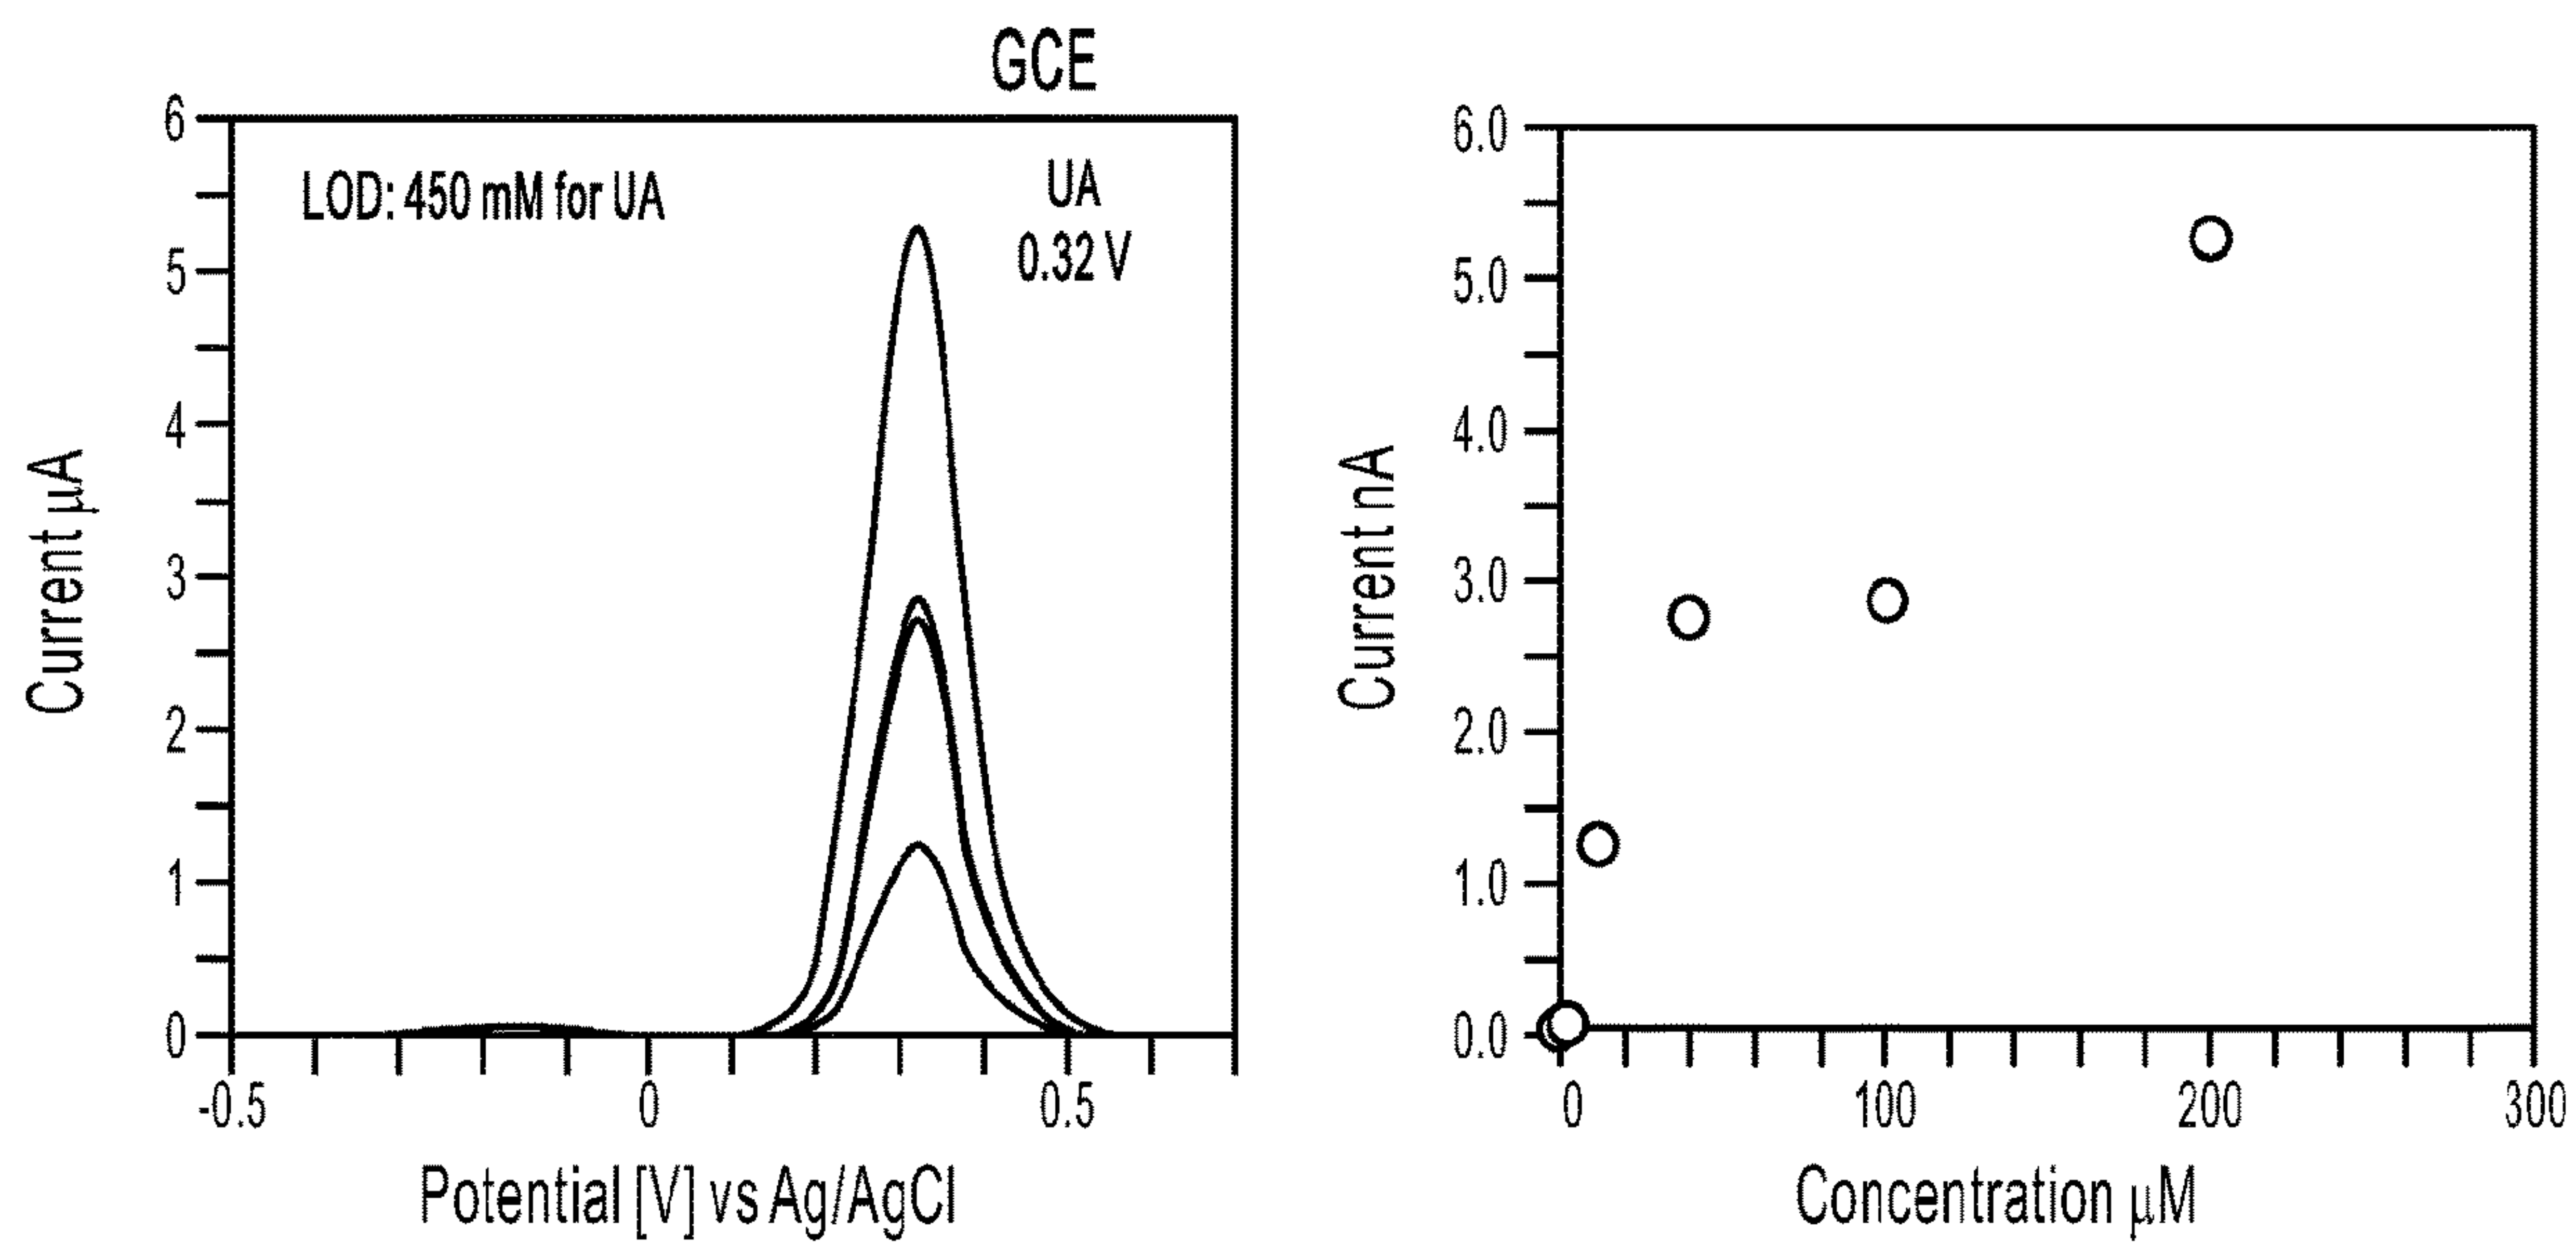 GCE
6
5
4
3
2
1
0
Current μA
LOD: 450 mM for UA
UA
0.32 V
-0.5
0
0.5
Potential [V] vs Ag/AgCl
6.0
5.0
4.0
3.0
2.0
1.0
0.0
Current nA
0
100
200
300
Concentration μM